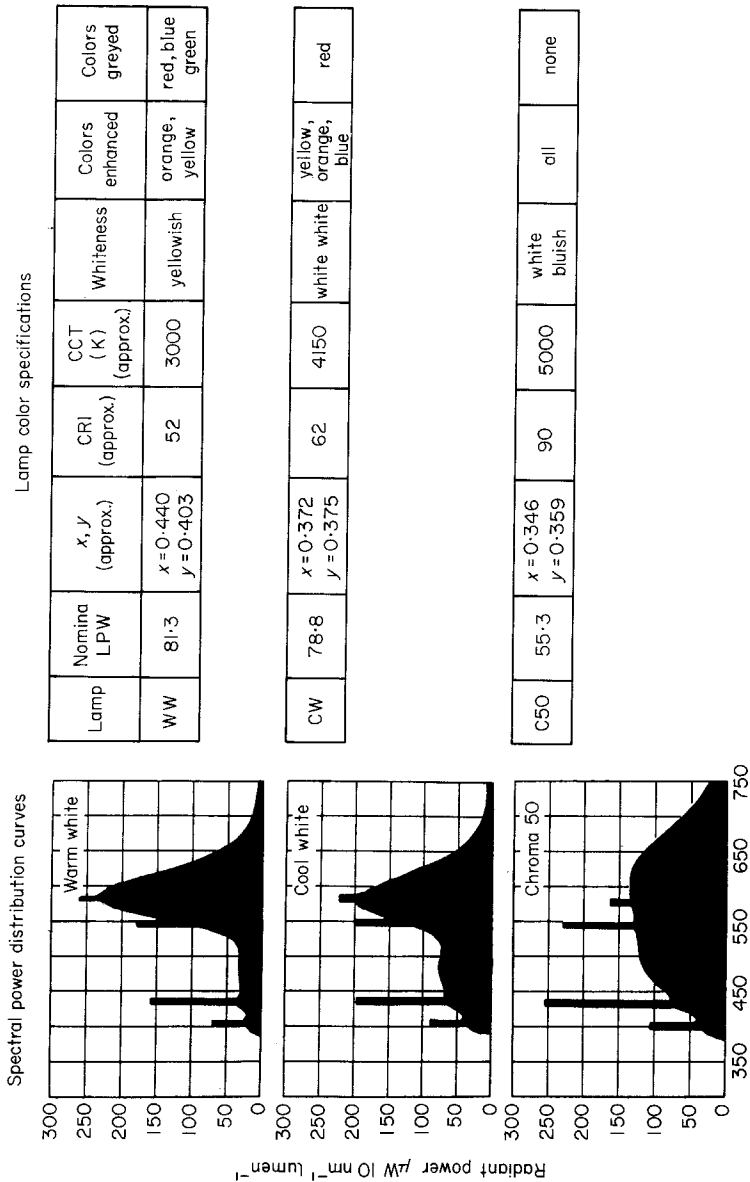 Spectral power distribution curves
Lamp color specifications
Warm white
250
200
150
100
50
0
Lamp
Nomina
LPW
x, y
(approx.)
CRI
(approx.)
CCT
(K)
(approx.)
Whiteness
Colors
enhanced
Colors
greyed
WW
81·3
x=0·440
y=0·403
52
3000
yellowish
orange,
yellow
red, blue
green
Cool white
250
200
150
100
50
0
CW
78·8
x=0·372
y=0·375
62
4150
white white
yellow,
orange,
blue
red
Chroma 50
250
200
150
100
50
0
C50
55·3
x=0·346
y=0·359
90
5000
white
bluish
all
none
350 450 550 650 750
Radiant power μW 10 nm⁻¹ lumen⁻¹